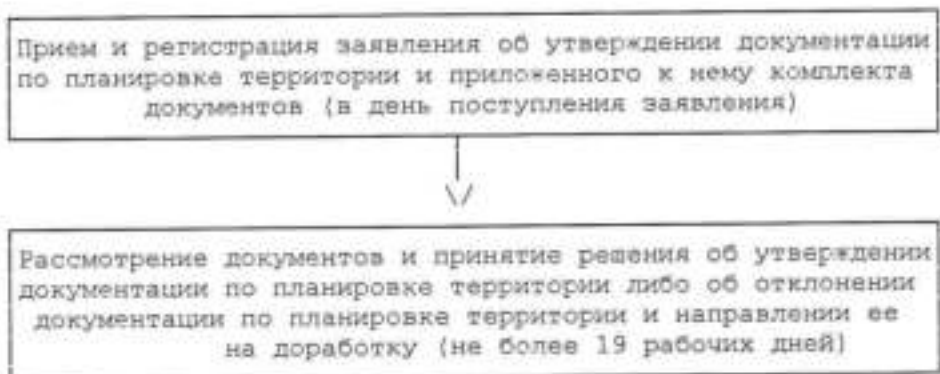 Прием и регистрация заявления об утверждении документации
по планировке территории и приложенного к нему комплекта
документов (в день поступления заявления)
Рассмотрение документов и принятие решения об утверждении
документации по планировке территории либо об отклонении
документации по планировке территории и направлении ее
на доработку (не более 19 рабочих дней)